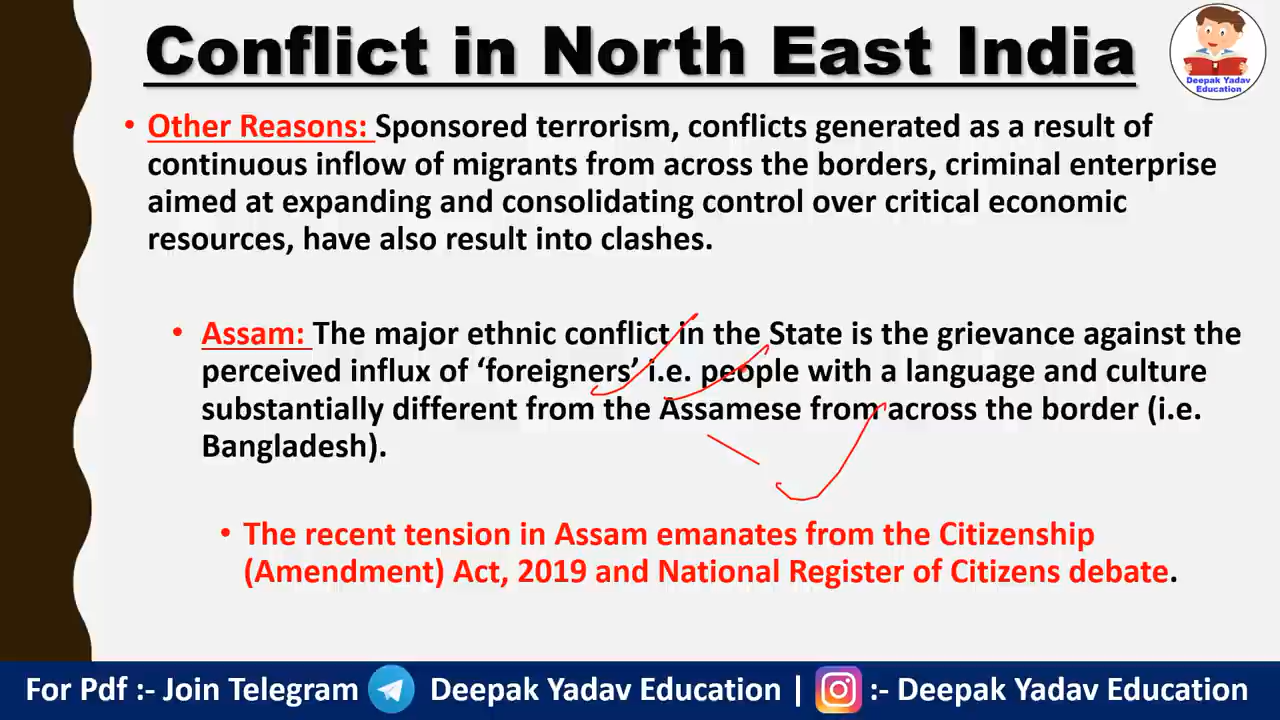 Conflict in North East India
Deepak Yadav
Education
• Other Reasons: Sponsored terrorism, conflicts generated as a result of
continuous inflow of migrants from across the borders, criminal enterprise
aimed at expanding and consolidating control over critical economic
resources, have also result into clashes.
• Assam: The major ethnic conflict in the State is the grievance against the
perceived influx of ‘foreigners’ i.e. people with a language and culture
substantially different from the Assamese from across the border (i.e.
Bangladesh).
• The recent tension in Assam emanates from the Citizenship
(Amendment) Act, 2019 and National Register of Citizens debate.
For Pdf :- Join Telegram Deepak Yadav Education | :- Deepak Yadav Education